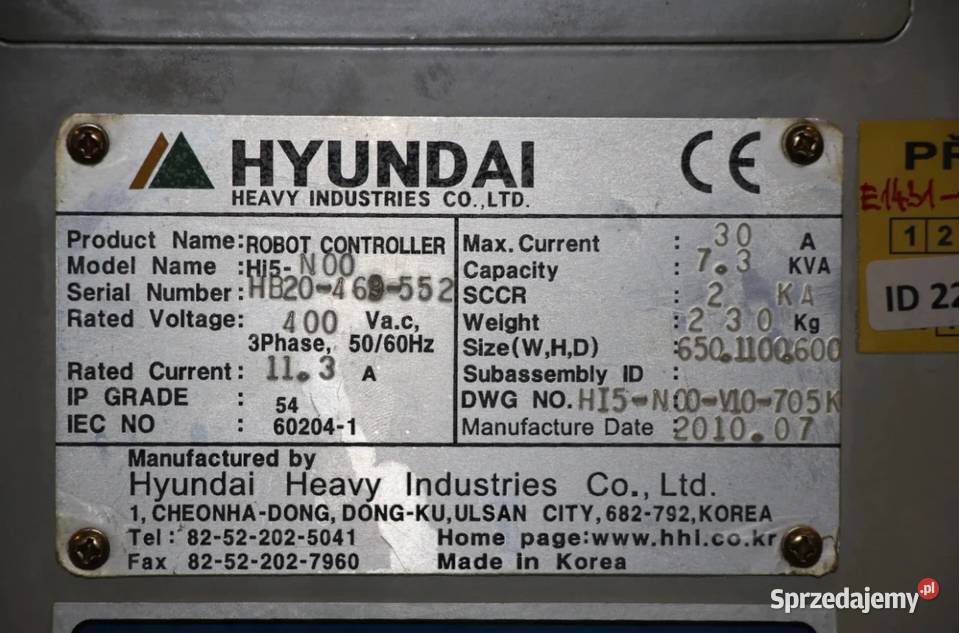 HYUNDAI
HEAVY INDUSTRIES CO.,LTD.
CE
Product Name: ROBOT CONTROLLER
Model Name : Hi5-N00
Serial Number: HB20-469-552
Rated Voltage: 400 Va.c,
3Phase, 50/60Hz
Rated Current: 11.3 A
IP GRADE : 54
IEC NO : 60204-1
Max. Current : 30 A
Capacity : 7.3 KVA
SCCR : 2 KA
Weight : 230 Kg
Size(W,H,D) :650.1100.600
Subassembly ID :
DWG NO. HI5-N00-V10-705K
Manufacture Date :2010.07
Manufactured by
Hyundai Heavy Industries Co., Ltd.
1, CHEONHA-DONG, DONG-KU, ULSAN CITY, 682-792, KOREA
Tel : 82-52-202-5041 Home page:www.hhi.co.kr
Fax 82-52-202-7960 Made in Korea
PŘ
E1431-
1 2
ID 22
Sprzedajemy.pl